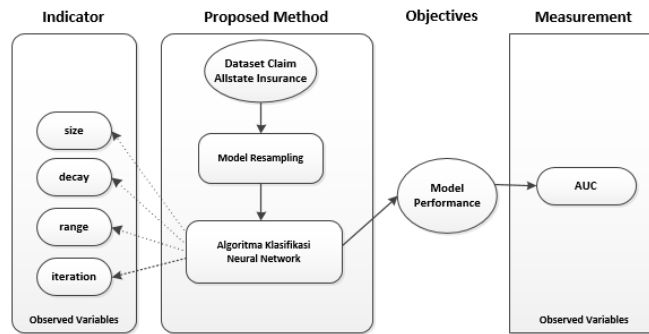 Indicator
Proposed Method
Objectives
Measurement
Dataset Claim
Allstate Insurance
size
Model Resampling
decay
Model
Performance
AUC
range
Algoritma Klasifikasi
Neural Network
iteration
Observed Variables
Observed Variables